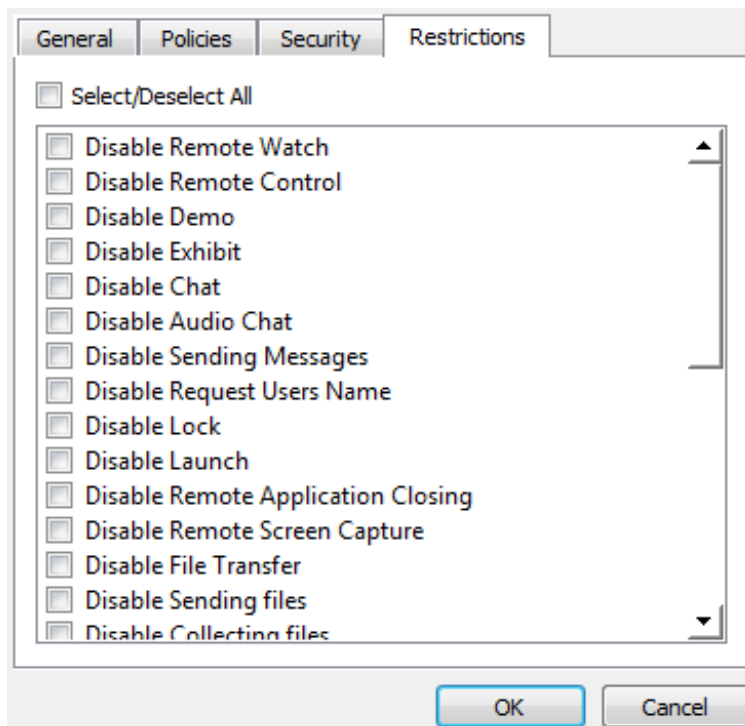 General Policies Security Restrictions
Select/Deselect All
Disable Remote Watch
Disable Remote Control
Disable Demo
Disable Exhibit
Disable Chat
Disable Audio Chat
Disable Sending Messages
Disable Request Users Name
Disable Lock
Disable Launch
Disable Remote Application Closing
Disable Remote Screen Capture
Disable File Transfer
Disable Sending files
Disable Collecting files
OK Cancel